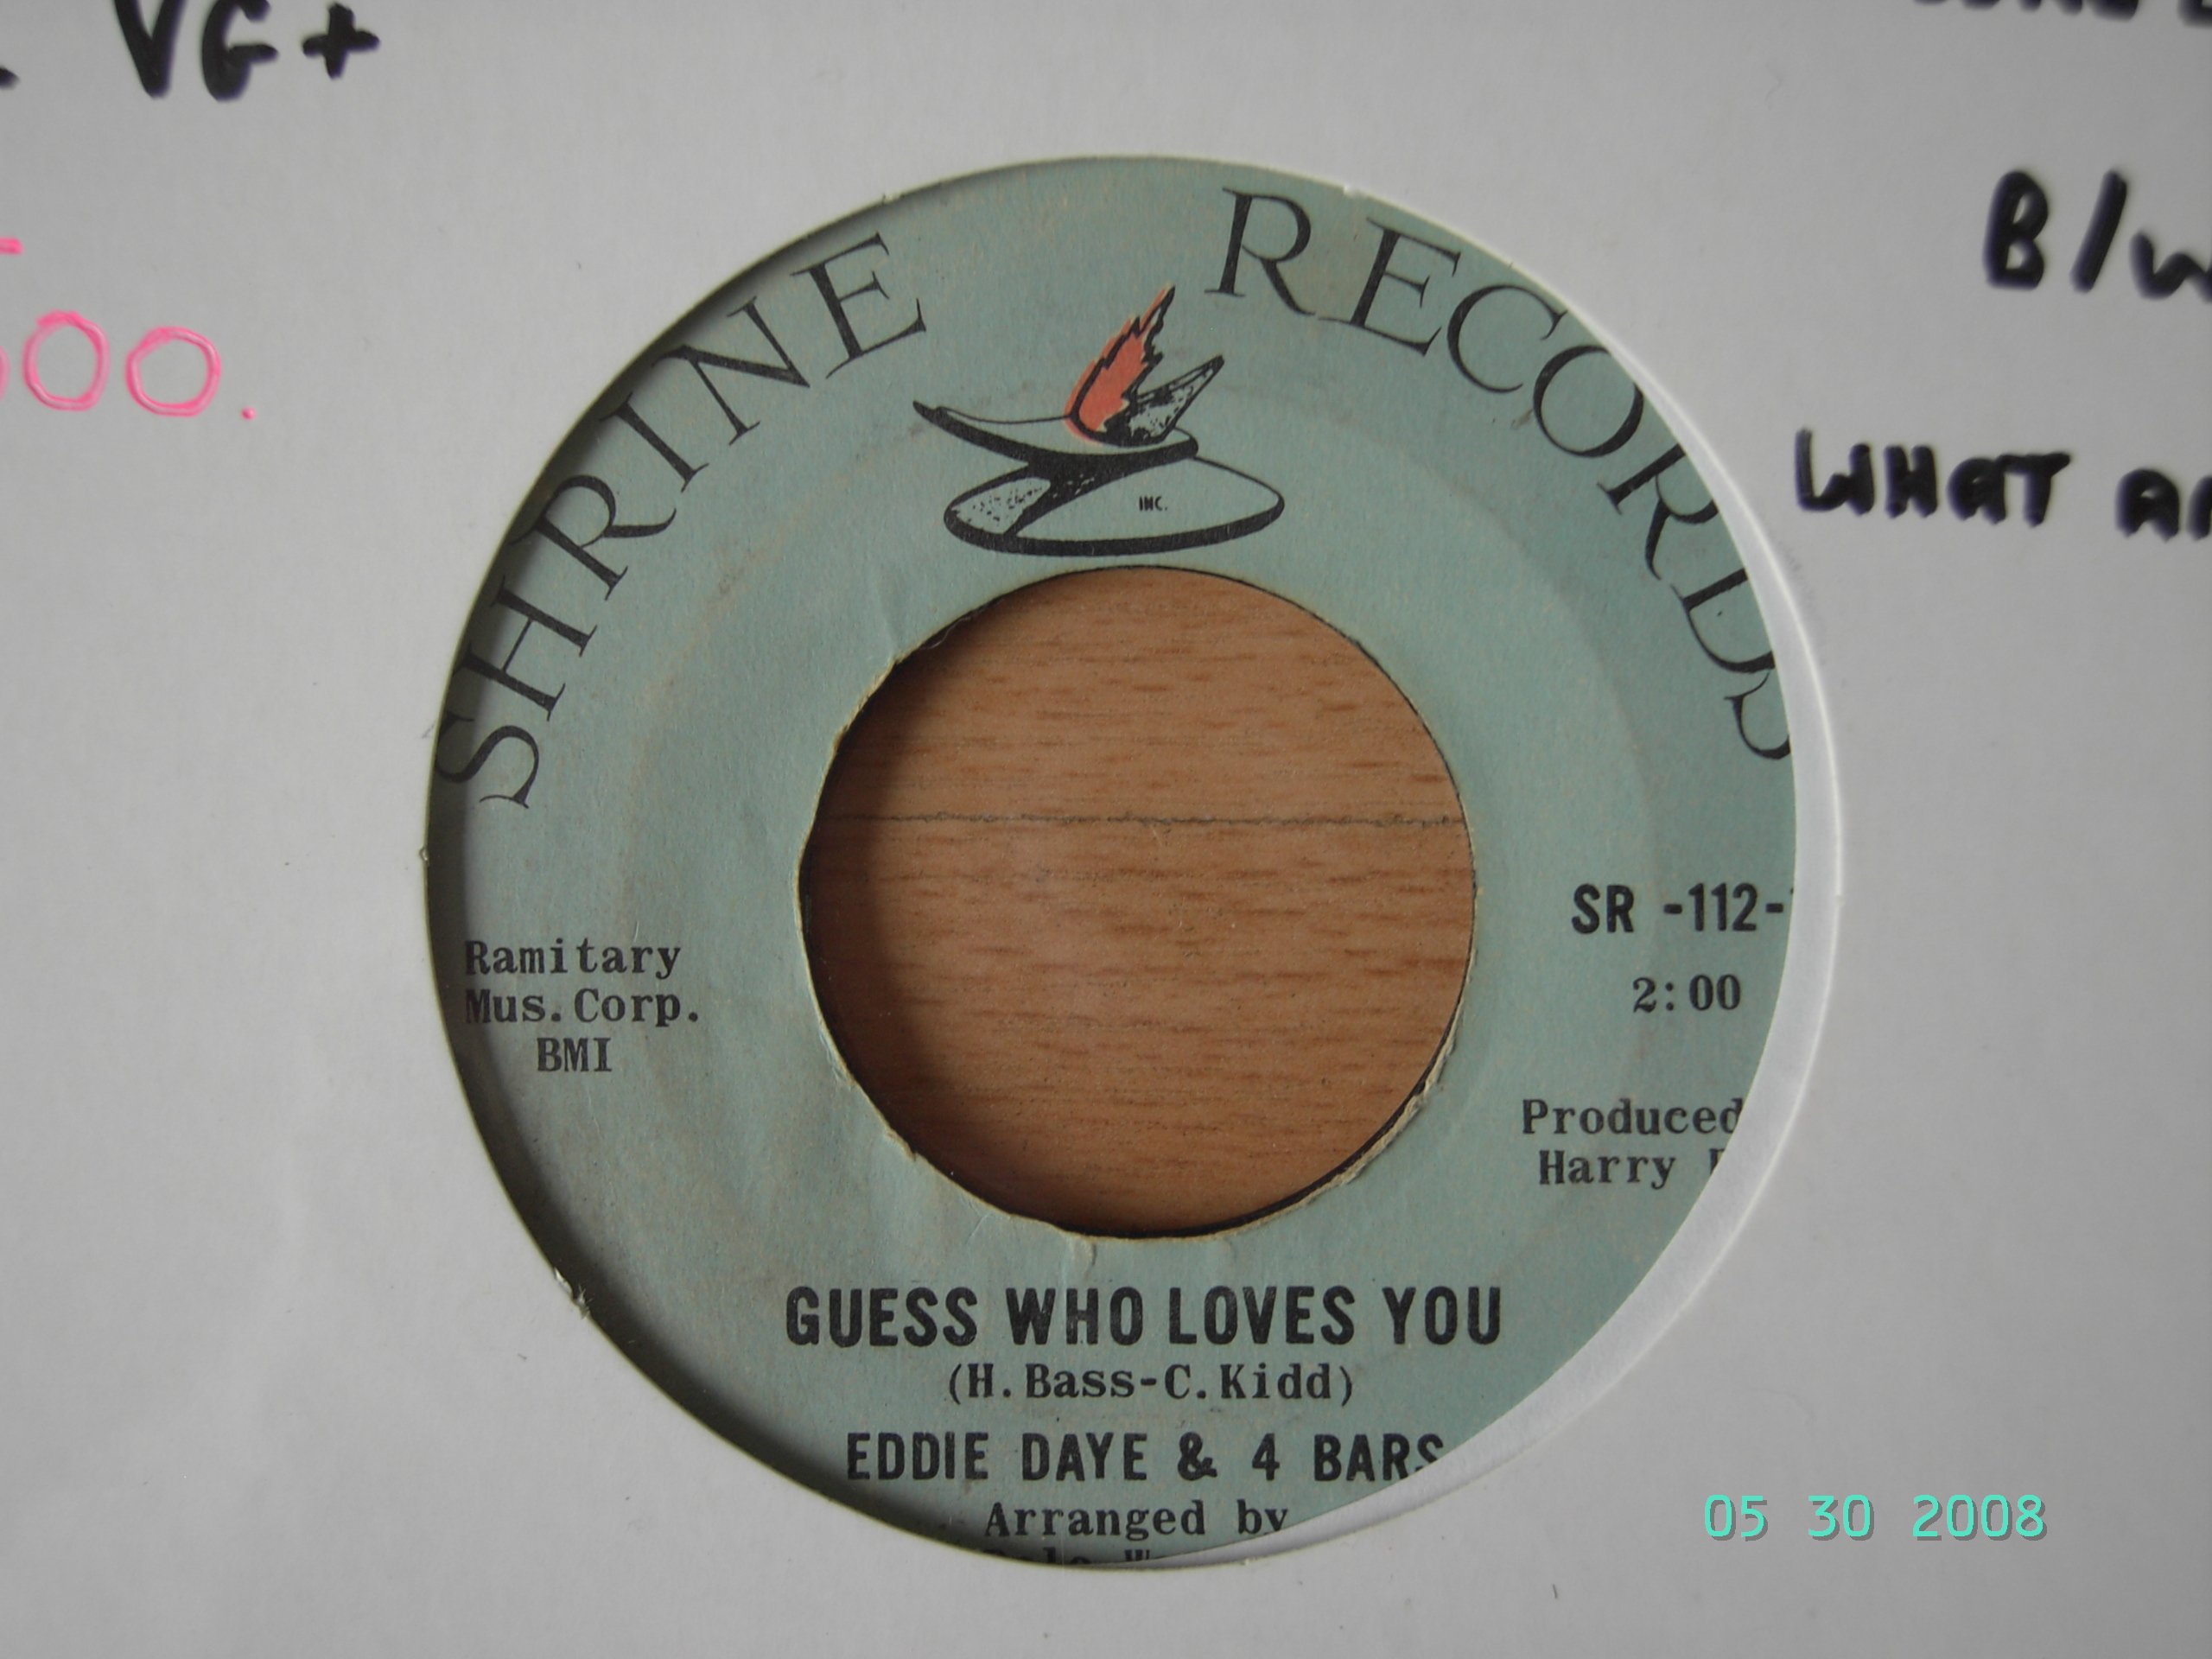 VG+
B/W
WHAT
00.
SHRINE RECORDS
INC.
SR -112-
2:00
Ramitary
Mus.Corp.
BMI
Produced
Harry
GUESS WHO LOVES YOU
(H.Bass-C.Kidd)
EDDIE DAYE & 4 BARS
Arranged by
05 30 2008